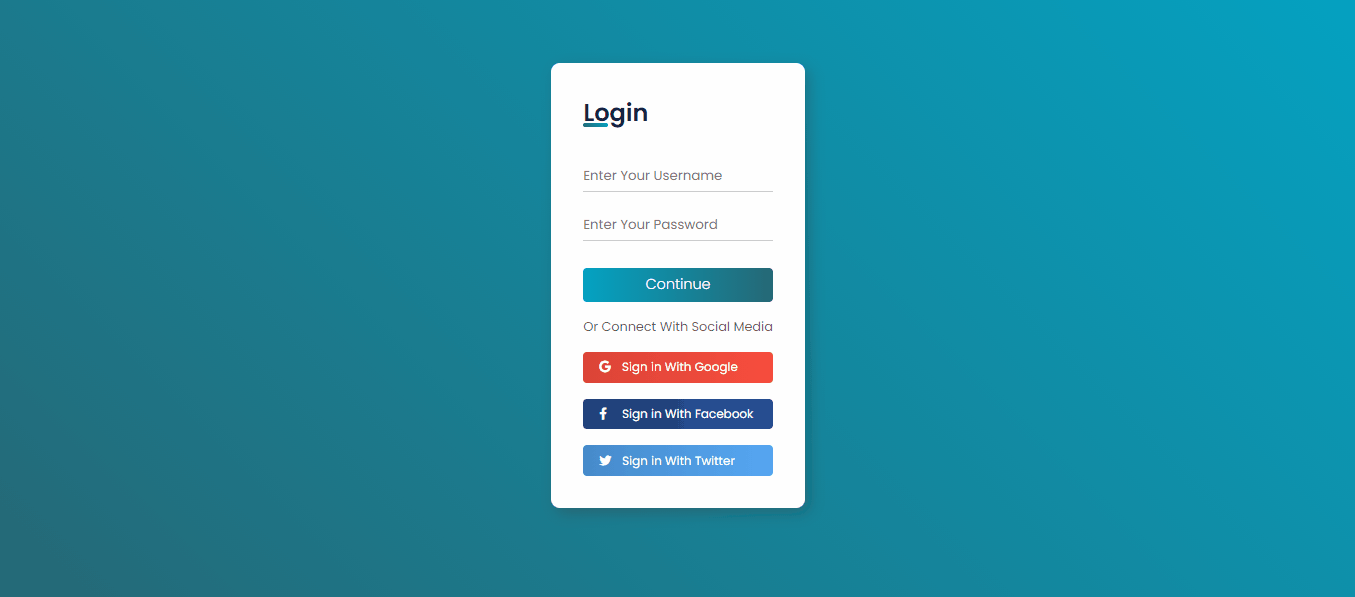 Login
Enter Your Username
Enter Your Password
Continue
Or Connect With Social Media
Sign in With Google
Sign in With Facebook
Sign in With Twitter